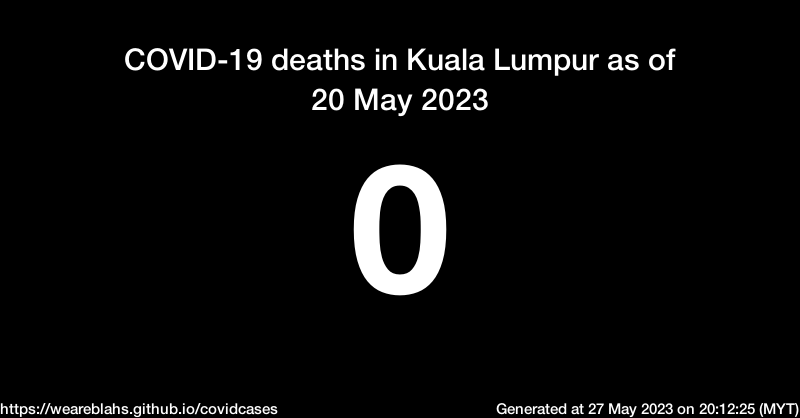 COVID-19 deaths in Kuala Lumpur as of
20 May 2023
0
https://weareblahs.github.io/covidcases
Generated at 27 May 2023 on 20:12:25 (MYT)